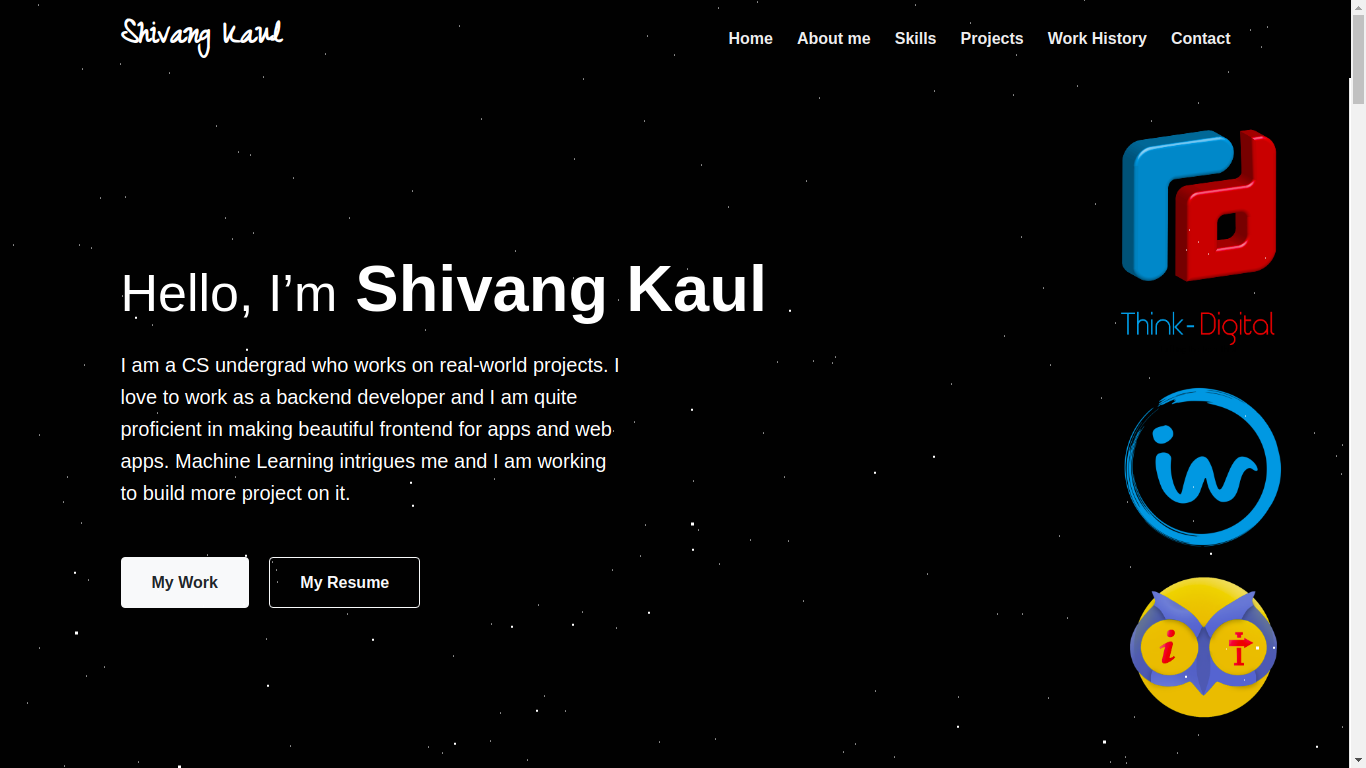 Shivang Kaul
Home About me Skills Projects Work History Contact
Think-Digital
Hello, I’m Shivang Kaul
I am a CS undergrad who works on real-world projects. I
love to work as a backend developer and I am quite
proficient in making beautiful frontend for apps and web
apps. Machine Learning intrigues me and I am working
to build more project on it.
My Work My Resume